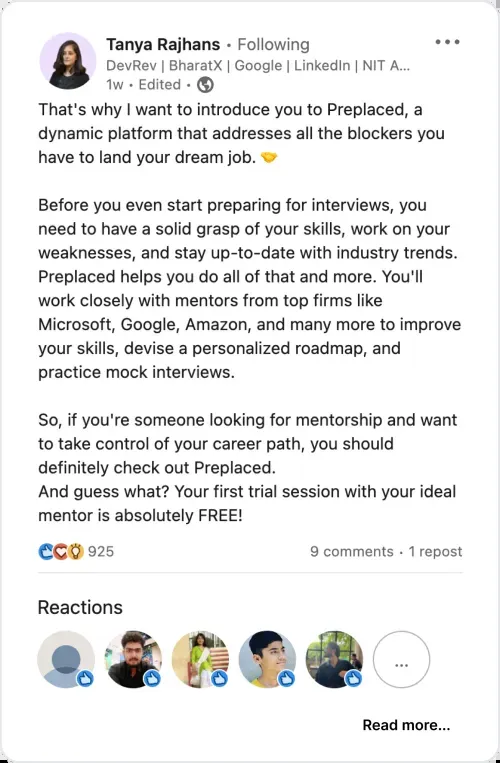 Tanya Rajhans • Following
DevRev | BharatX | Google | LinkedIn | NIT A...
1w • Edited •
That's why I want to introduce you to Preplaced, a
dynamic platform that addresses all the blockers you
have to land your dream job. 🤝
Before you even start preparing for interviews, you
need to have a solid grasp of your skills, work on your
weaknesses, and stay up-to-date with industry trends.
Preplaced helps you do all of that and more. You'll
work closely with mentors from top firms like
Microsoft, Google, Amazon, and many more to improve
your skills, devise a personalized roadmap, and
practice mock interviews.
So, if you're someone looking for mentorship and want
to take control of your career path, you should
definitely check out Preplaced.
And guess what? Your first trial session with your ideal
mentor is absolutely FREE!
925 9 comments • 1 repost
Reactions
...
Read more...